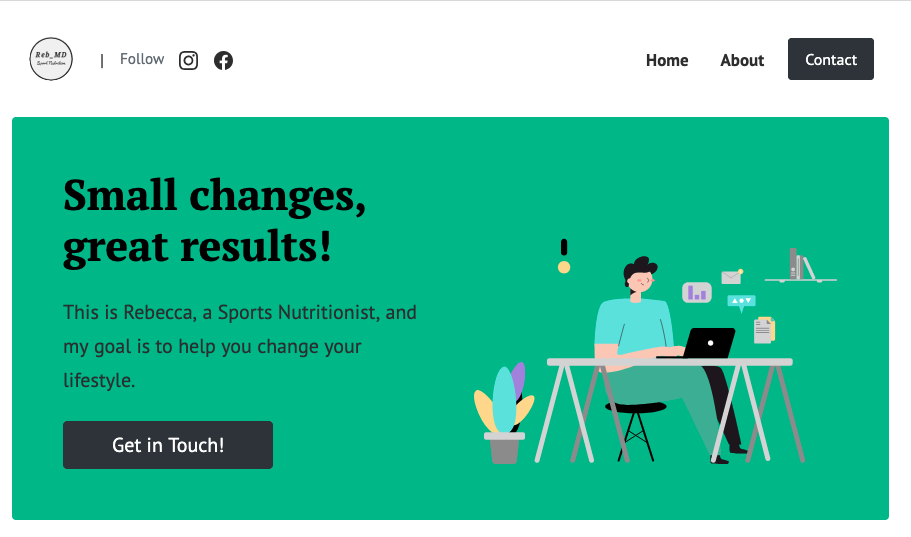 Reb_MD
Sport Nutrition
| Follow
Home About Contact
Small changes,
great results!
This is Rebecca, a Sports Nutritionist, and
my goal is to help you change your
lifestyle.
Get in Touch!